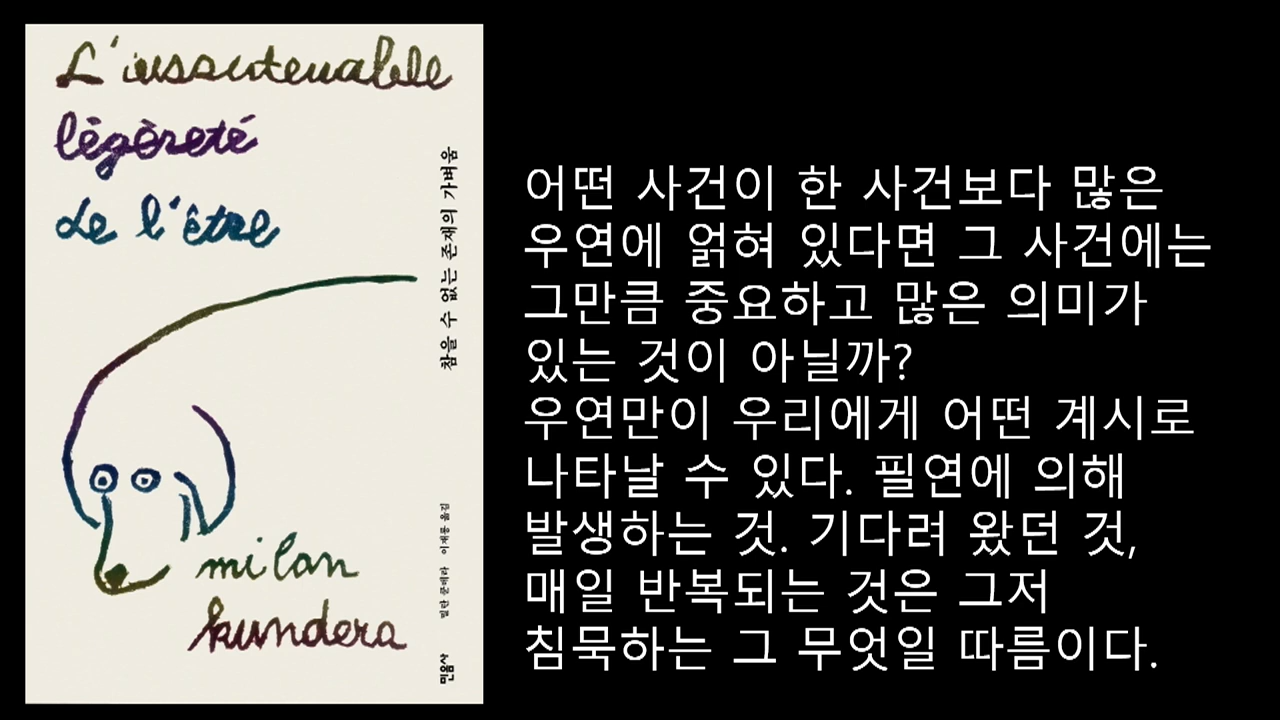 L'insoutenable
légèreté
de l'être
참을 수 없는 존재의 가벼움
milan
kundera
밀란 쿤데라 이재룡 옮김
민음사
어떤 사건이 한 사건보다 많은
우연에 얽혀 있다면 그 사건에는
그만큼 중요하고 많은 의미가
있는 것이 아닐까?
우연만이 우리에게 어떤 계시로
나타날 수 있다. 필연에 의해
발생하는 것. 기다려 왔던 것,
매일 반복되는 것은 그저
침묵하는 그 무엇일 따름이다.